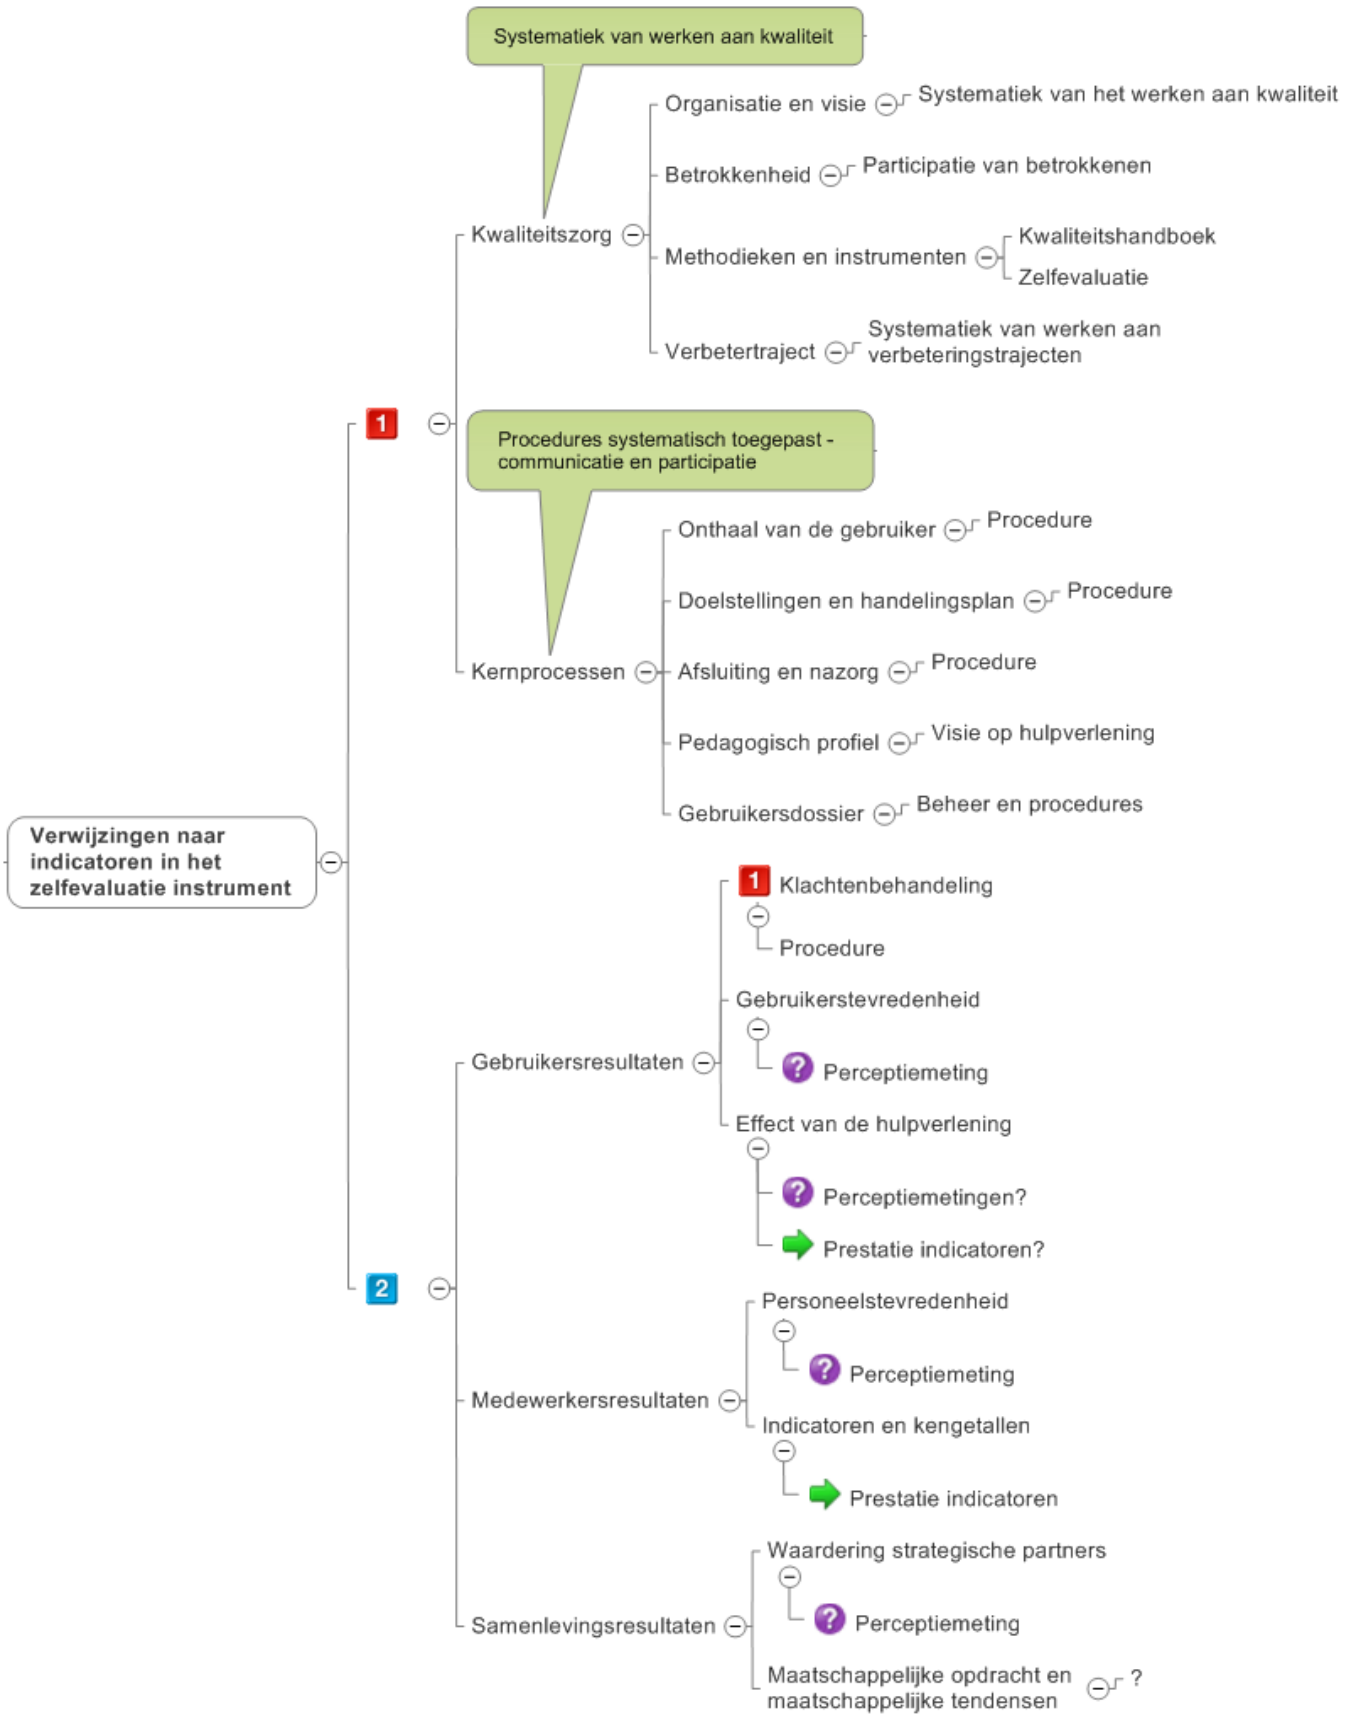 Systematiek van werken aan kwaliteit
Organisatie en visie
Systematiek van het werken aan kwaliteit
Betrokkenheid
Participatie van betrokkenen
Kwaliteitszorg
Methodieken en instrumenten
Kwaliteitshandboek
Zelfevaluatie
Verbetertraject
Systematiek van werken aan
verbeteringstrajecten
1
Procedures systematisch toegepast -
communicatie en participatie
Onthaal van de gebruiker
Procedure
Doelstellingen en handelingsplan
Procedure
Kernprocessen
Afsluiting en nazorg
Procedure
Pedagogisch profiel
Visie op hulpverlening
Gebruikersdossier
Beheer en procedures
Verwijzingen naar
indicatoren in het
zelfevaluatie instrument
1 Klachtenbehandeling
Procedure
Gebruikerstevredenheid
? Perceptiemeting
Gebruikersresultaten
Effect van de hulpverlening
? Perceptiemetingen?
Prestatie indicatoren?
2
Personeelstevredenheid
? Perceptiemeting
Medewerkersresultaten
Indicatoren en kengetallen
Prestatie indicatoren
Waardering strategische partners
? Perceptiemeting
Samenlevingsresultaten
Maatschappelijke opdracht en
maatschappelijke tendensen
?